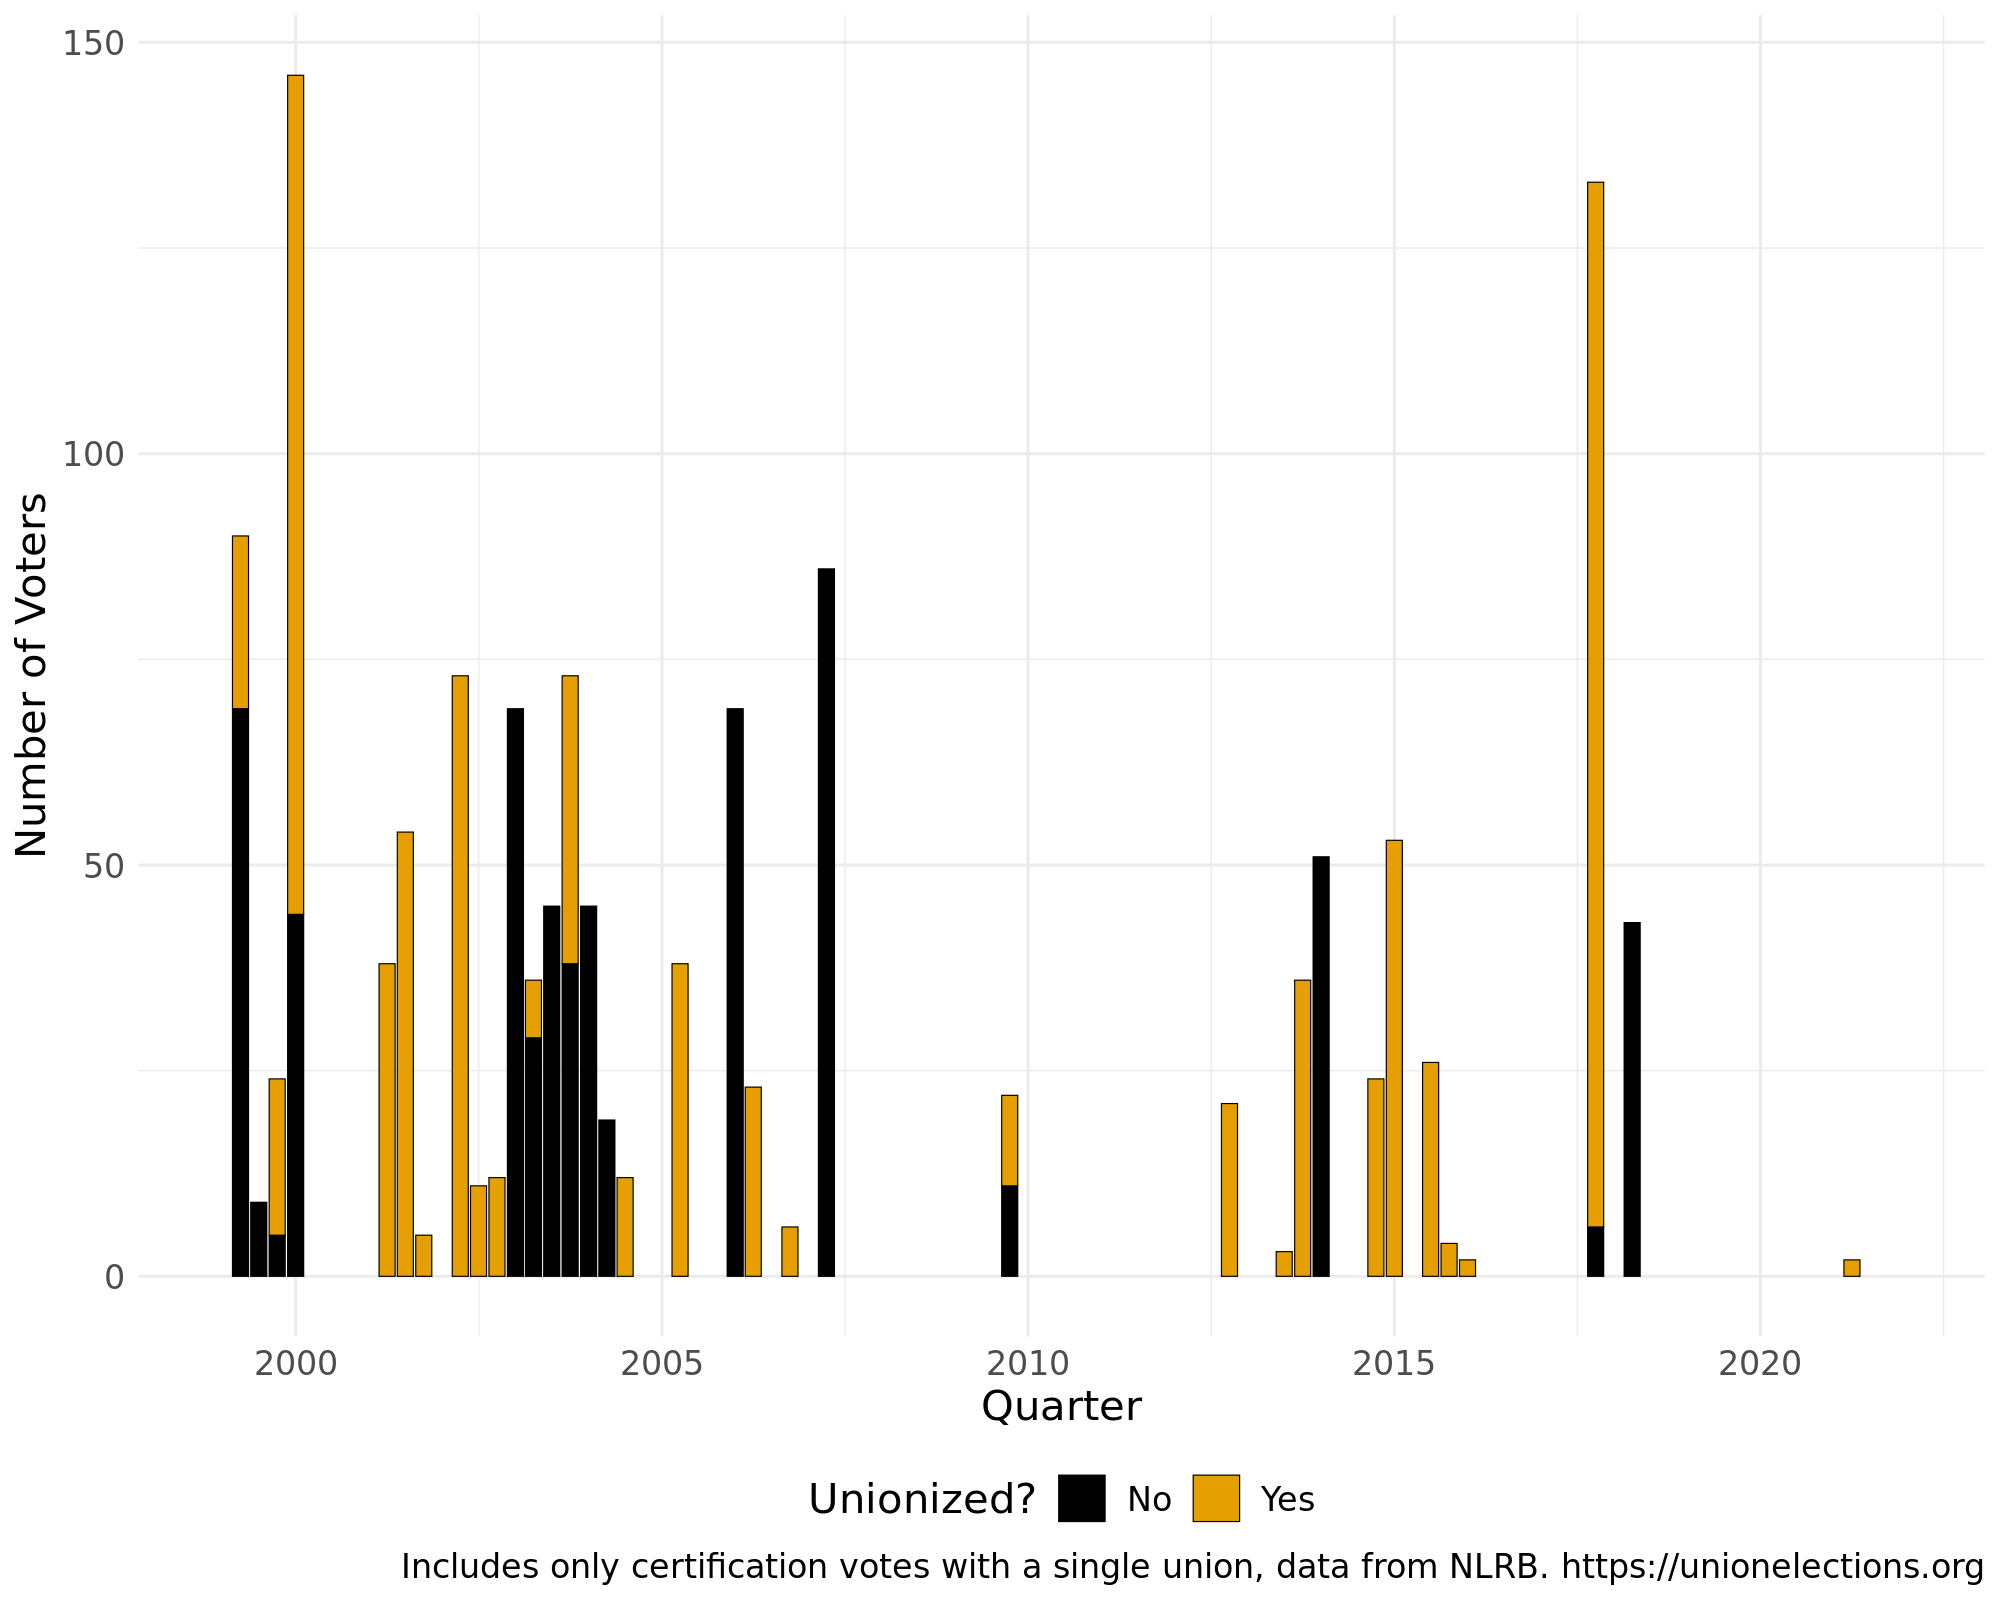 150
100
50
0
Number of Voters
2000 2005 2010 2015 2020
Quarter
Unionized? No Yes
Includes only certification votes with a single union, data from NLRB. https://unionelections.org